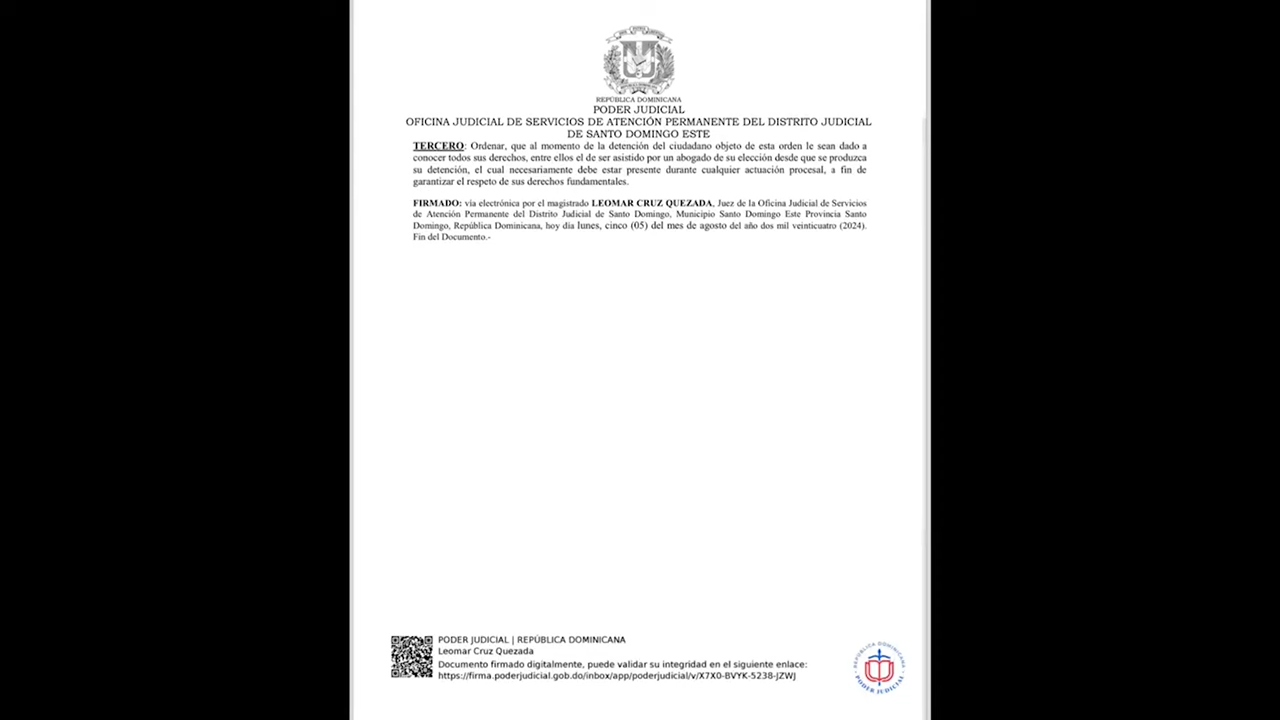 REPÚBLICA DOMINICANA
PODER JUDICIAL
OFICINA JUDICIAL DE SERVICIOS DE ATENCIÓN PERMANENTE DEL DISTRITO JUDICIAL
DE SANTO DOMINGO ESTE
TERCERO: Ordenar, que al momento de la detención del ciudadano objeto de esta orden le sean dado a
conocer todos sus derechos, entre ellos el de ser asistido por un abogado de su elección desde que se produzca
su detención, el cual necesariamente debe estar presente durante cualquier actuación procesal, a fin de
garantizar el respeto de sus derechos fundamentales.
FIRMADO: vía electrónica por el magistrado LEOMAR CRUZ QUEZADA, Juez de la Oficina Judicial de Servicios
de Atención Permanente del Distrito Judicial de Santo Domingo, Municipio Santo Domingo Este Provincia Santo
Domingo, República Dominicana, hoy día lunes, cinco (05) del mes de agosto del año dos mil veinticuatro (2024).
Fin del Documento.-
PODER JUDICIAL | REPÚBLICA DOMINICANA
Leomar Cruz Quezada
Documento firmado digitalmente, puede validar su integridad en el siguiente enlace:
https://firma.poderjudicial.gob.do/inbox/app/poderjudicial/v/X7X0-BVYK-5238-JZWJ
REPÚBLICA DOMINICANA
PODER JUDICIAL